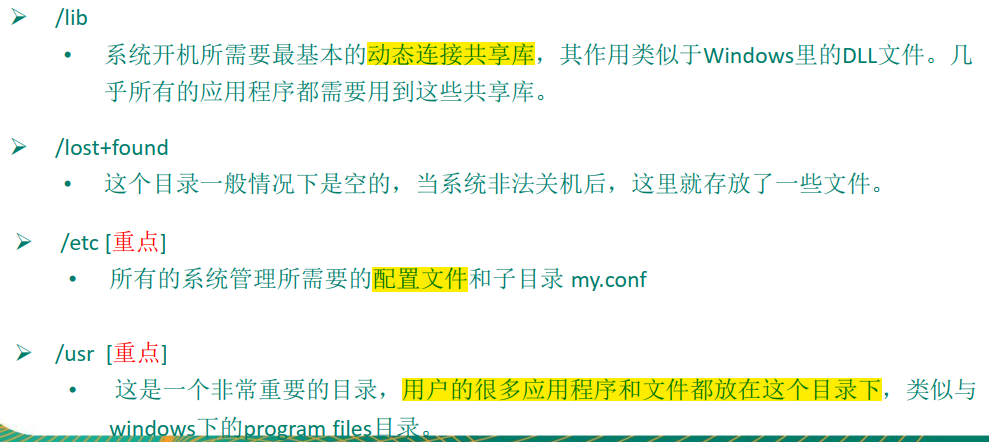 ➢ /lib
• 系统开机所需要最基本的动态连接共享库，其作用类似于Windows里的DLL文件。几
乎所有的应用程序都需要用到这些共享库。
➢ /lost+found
• 这个目录一般情况下是空的，当系统非法关机后，这里就存放了一些文件。
➢ /etc [重点]
• 所有的系统管理所需要的配置文件和子目录 my.conf
➢ /usr [重点]
• 这是一个非常重要的目录，用户的很多应用程序和文件都放在这个目录下，类似与
windows下的program files目录。